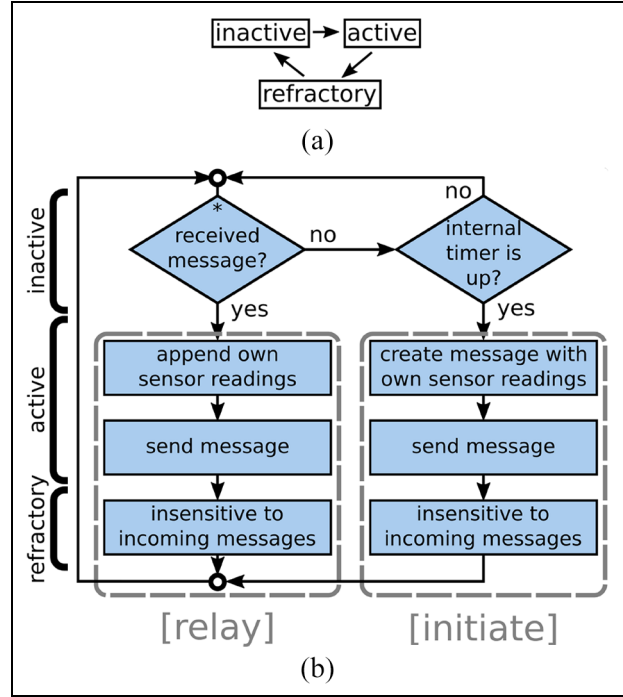 inactive
active
refractory
(a)
no
*
received
message?
no
internal
timer is
up?
inactive
yes
yes
append own
sensor readings
create message with
own sensor readings
active
send message
send message
refractory
insensitive to
incoming messages
insensitive to
incoming messages
[relay]
[initiate]
(b)